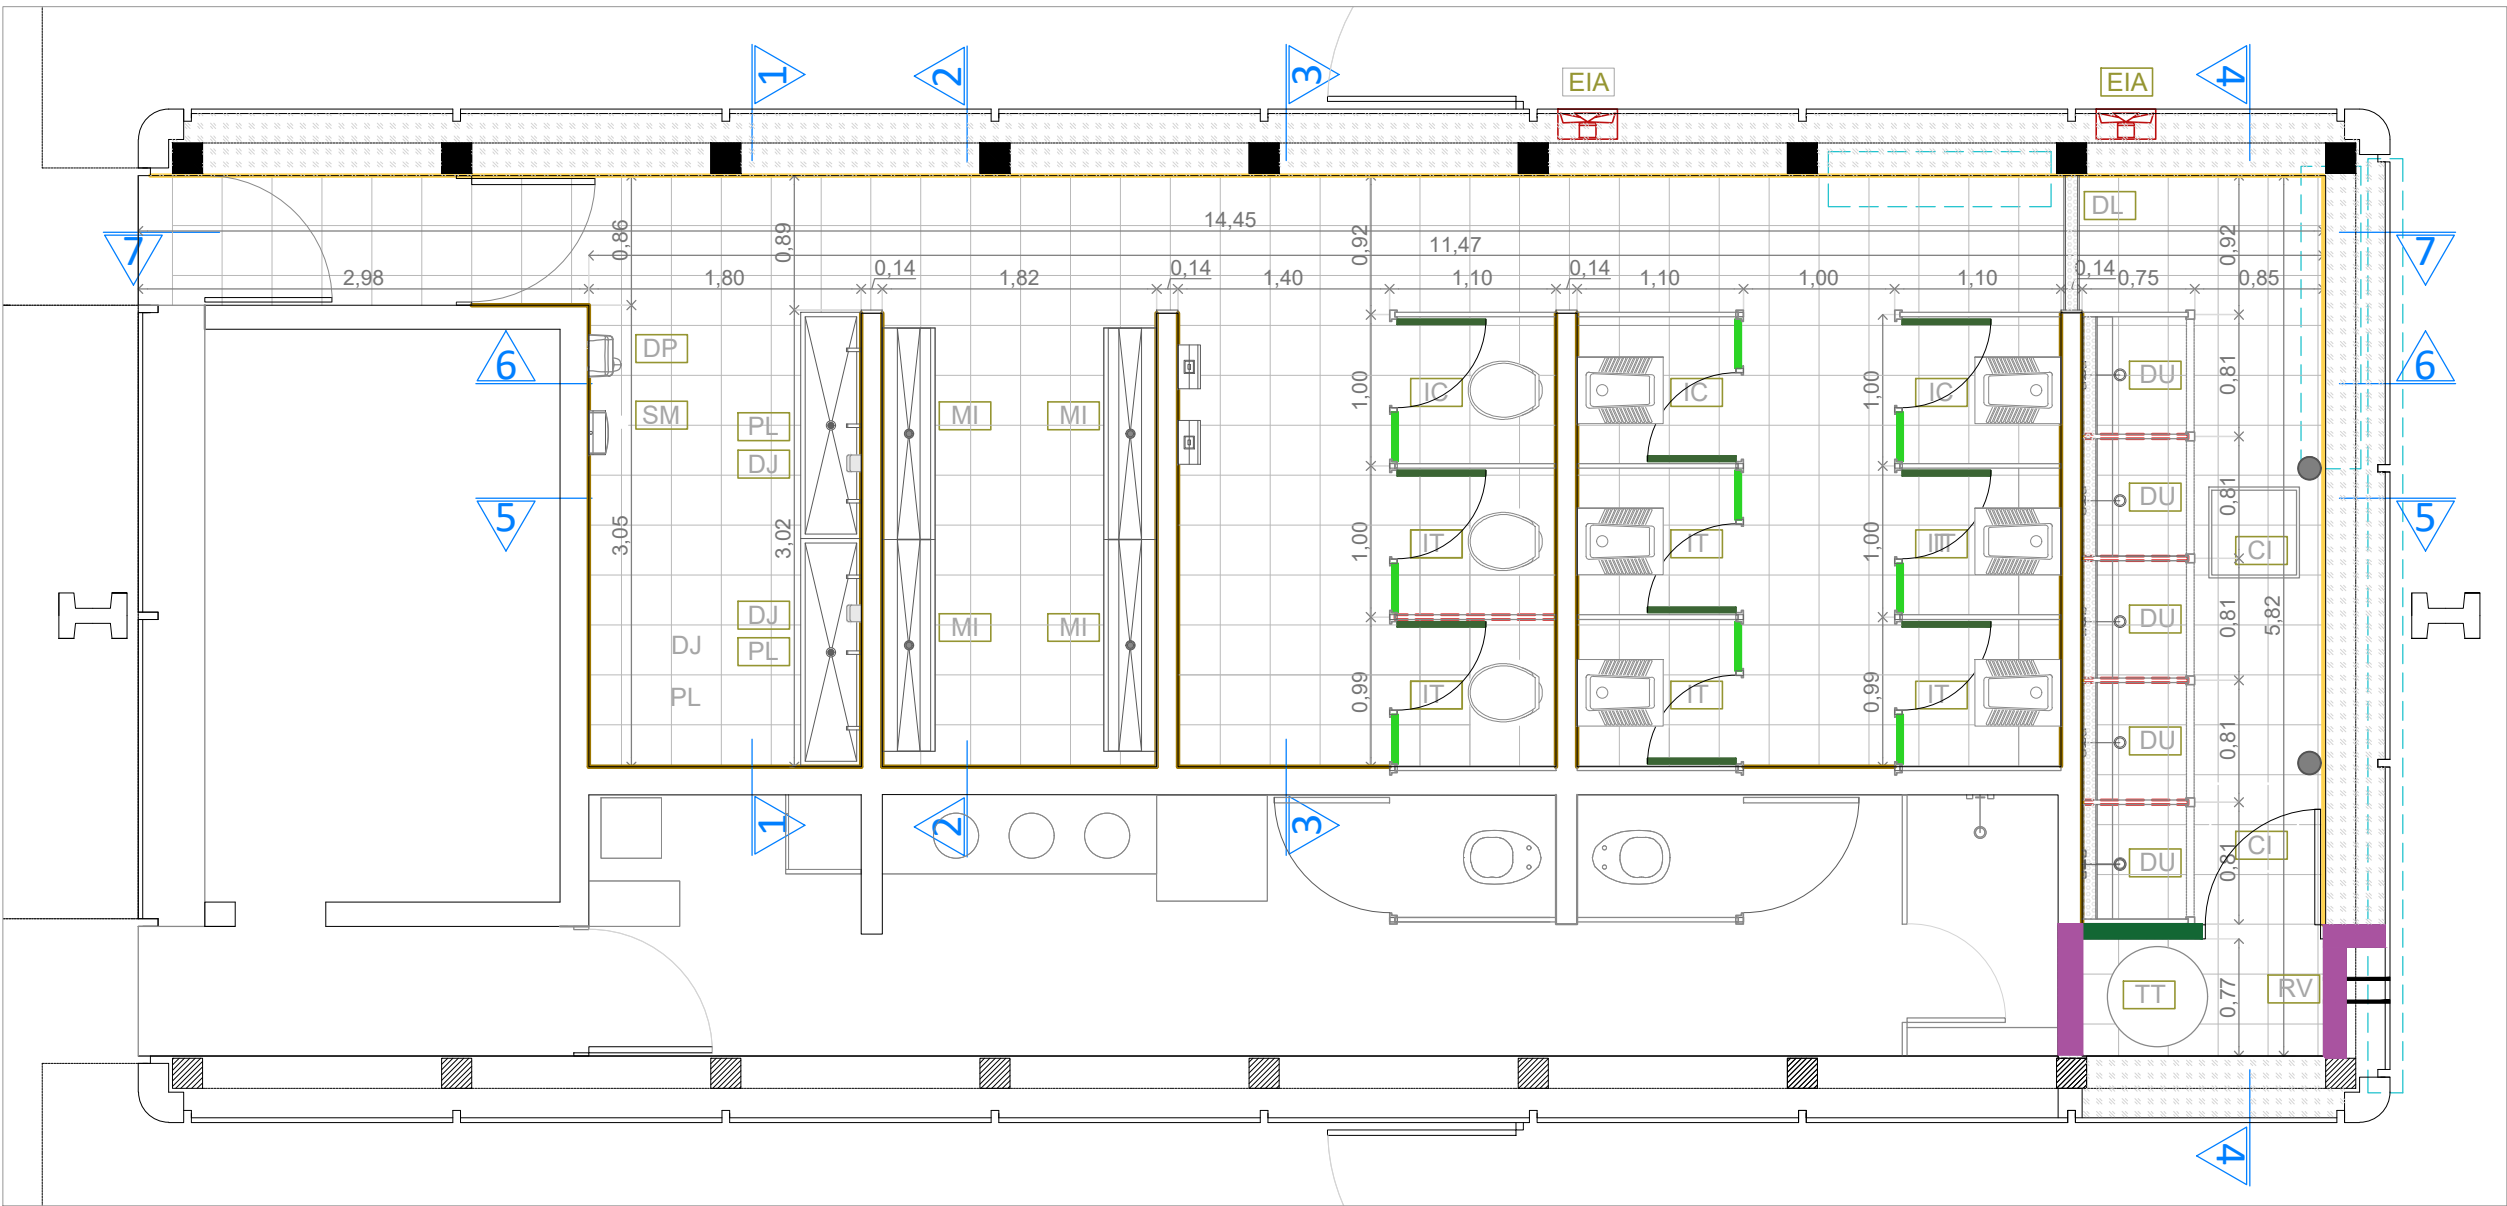 1
2
3
EIA
EIA
4
DL
14,45
11,47
0,86
0,89
0,92
0,92
7
7
2,98
1,80
0,14
1,82
0,14
1,40
1,10
0,14
1,10
1,00
1,10
0,14
0,75
0,85
DP
6
6
IC
IC
IC
DU
0,81
1,00
1,00
SM
PL
MI
MI
DJ
5
5
DU
0,81
3,05
3,02
IT
IT
1,00
1,00
CI
DJ
MI
MI
DU
0,81
5,82
DJ
PL
PL
IT
IT
IT
0,99
0,99
DU
0,81
1
2
3
DU
0,81
CI
TT
RV
0,77
4